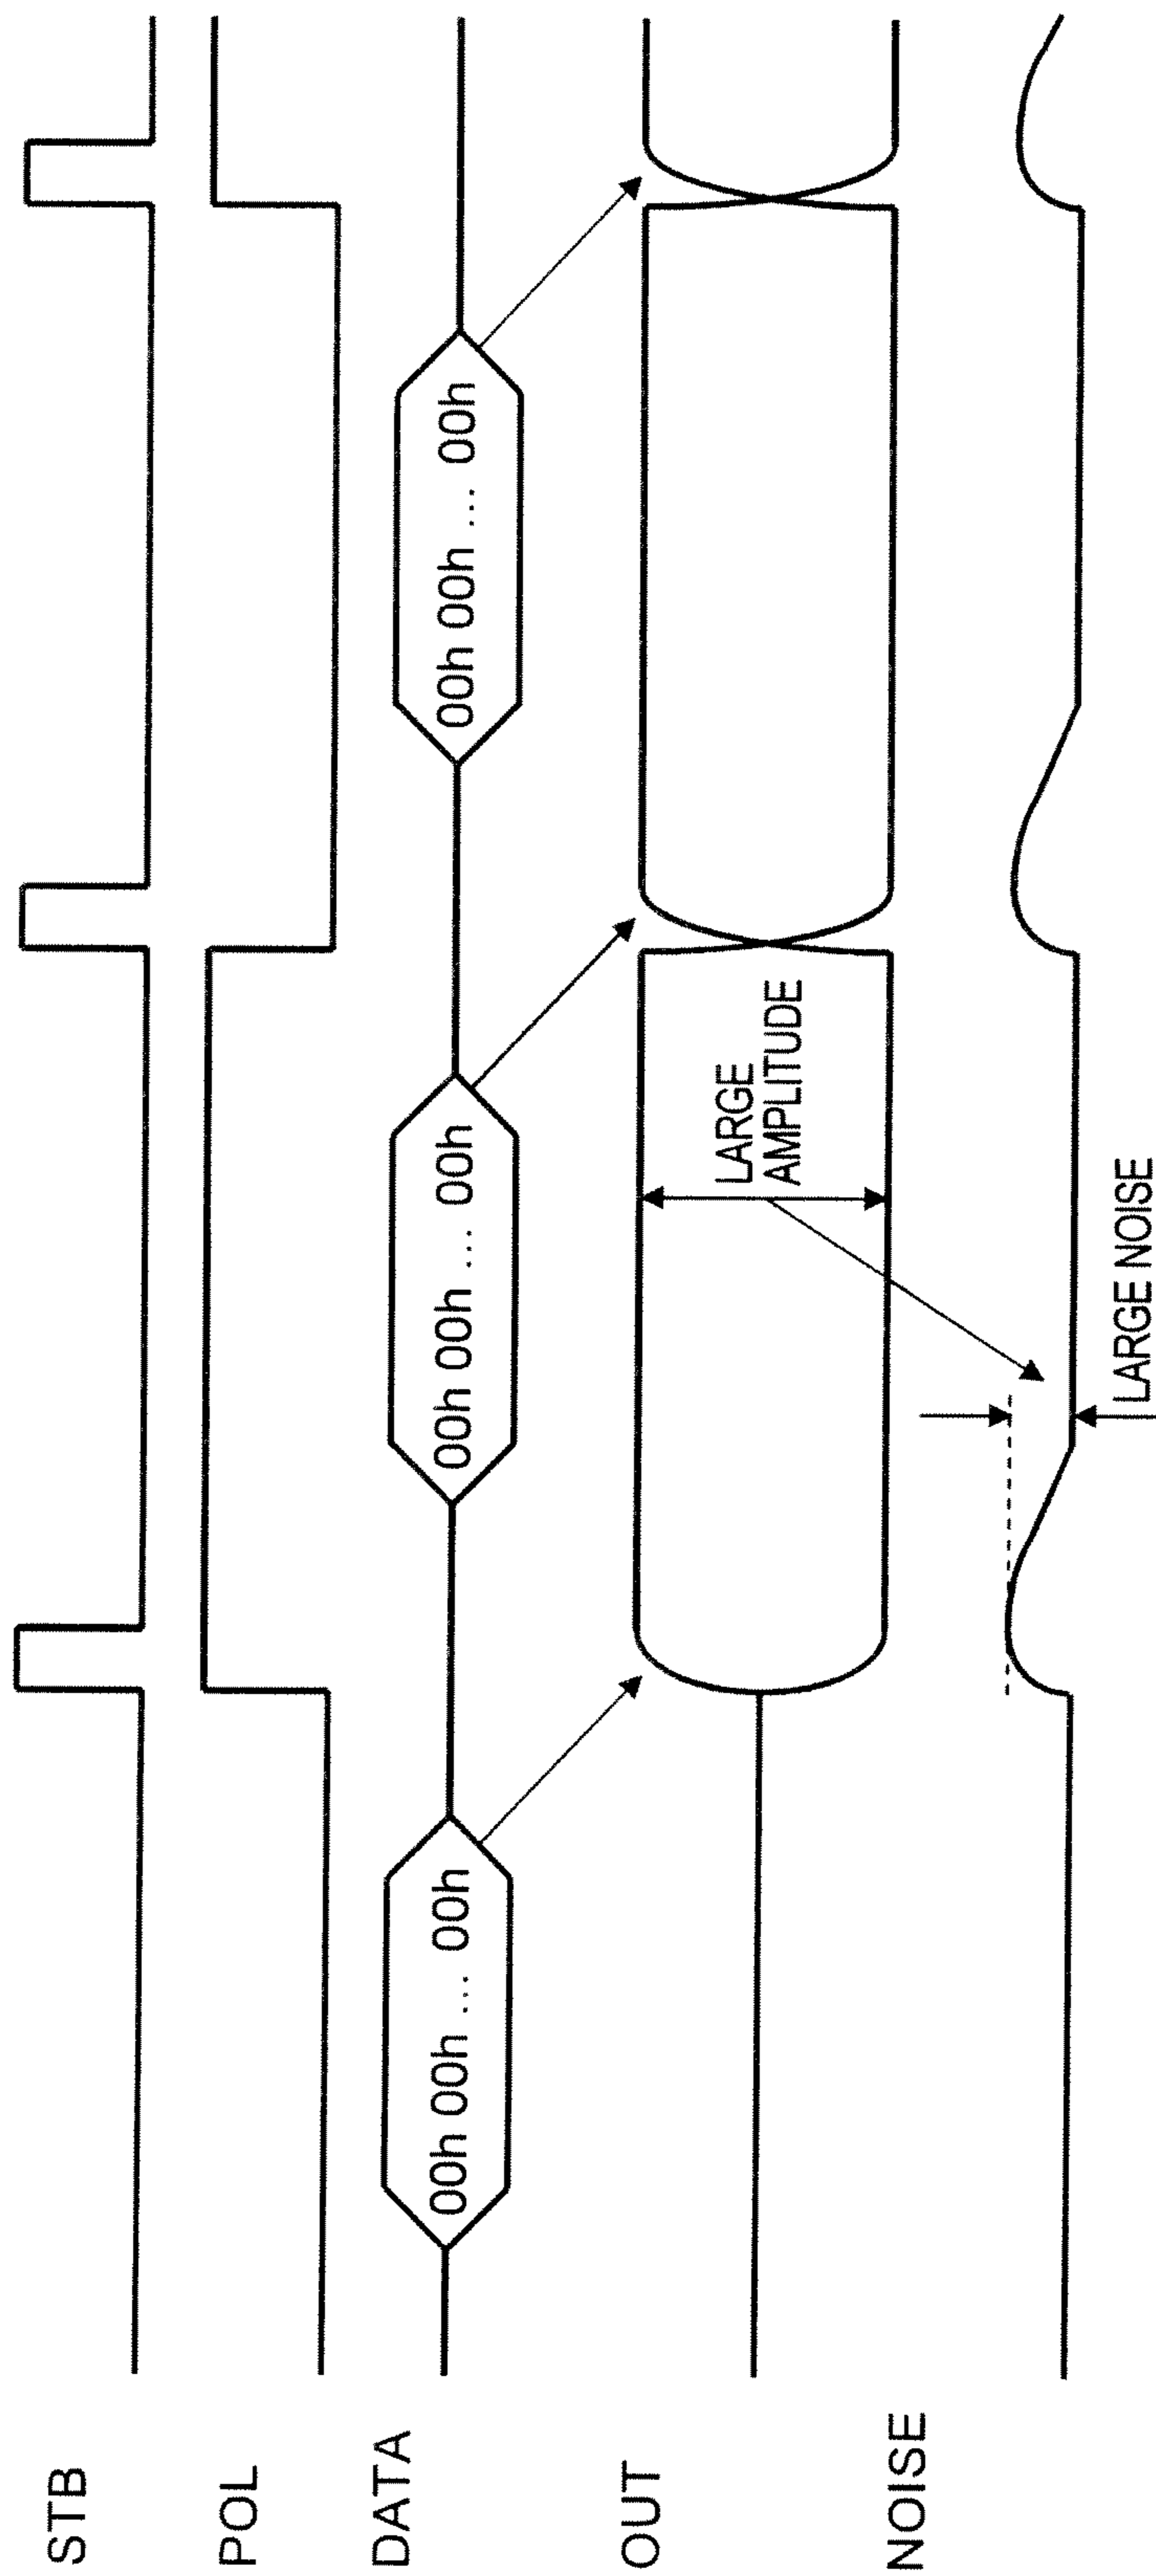 STB
POL
DATA
00h 00h ... 00h
00h 00h ... 00h
00h 00h ... 00h
OUT
LARGE
AMPLITUDE
NOISE
LARGE NOISE